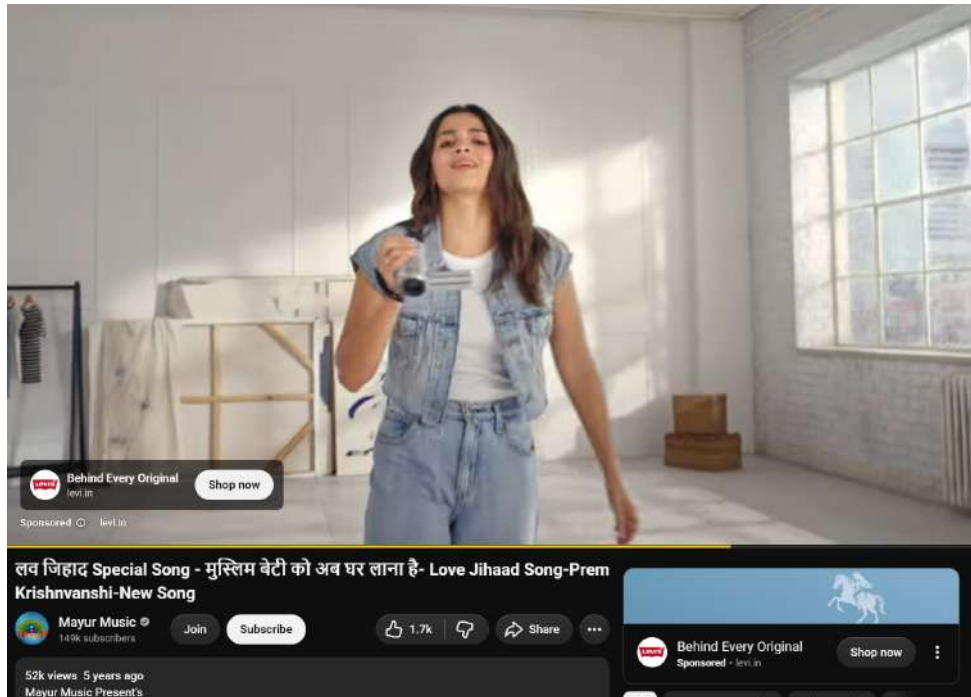 Levi's
Behind Every Original
levi.in
Shop now
Sponsored
levi.in
लव जिहाद Special Song - मुस्लिम बेटी को अब घर लाना है- Love Jihaad Song-Prem
Krishnvanshi-New Song
Mayur Music
149k subscribers
Join
Subscribe
1.7k
Share
52k views 5 years ago
Mayur Music Present's
Levi's
Behind Every Original
Sponsored · levi.in
Shop now